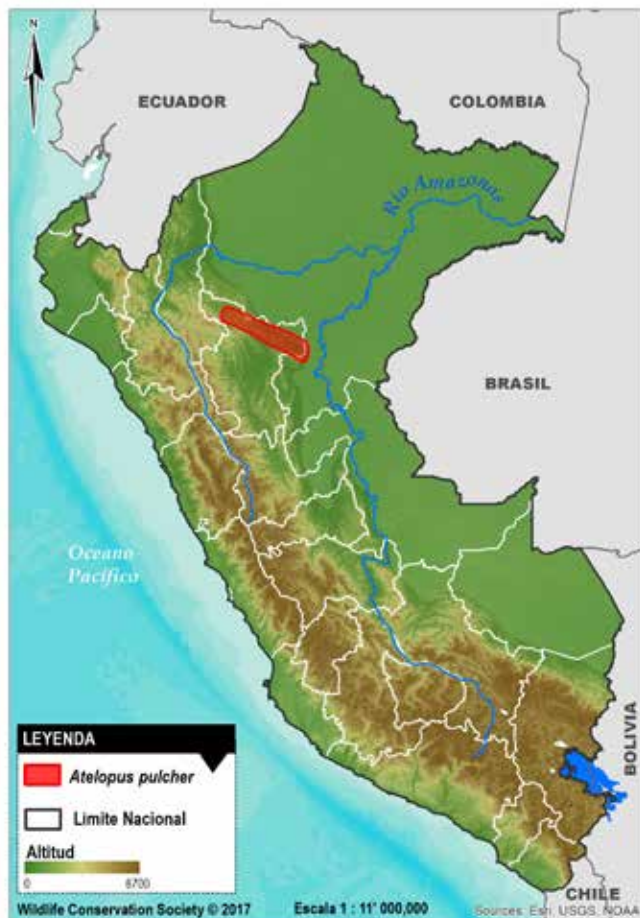 N
ECUADOR
COLOMBIA
Río Amazonas
BRASIL
Oceano
Pacífico
BOLIVIA
LEYENDA
Atelopus pulcher
Limite Nacional
Altitud
0 6700
CHILE
Wildlife Conservation Society © 2017 Escala 1 : 11' 000,000 Sources: Esri, USGS, NOAA